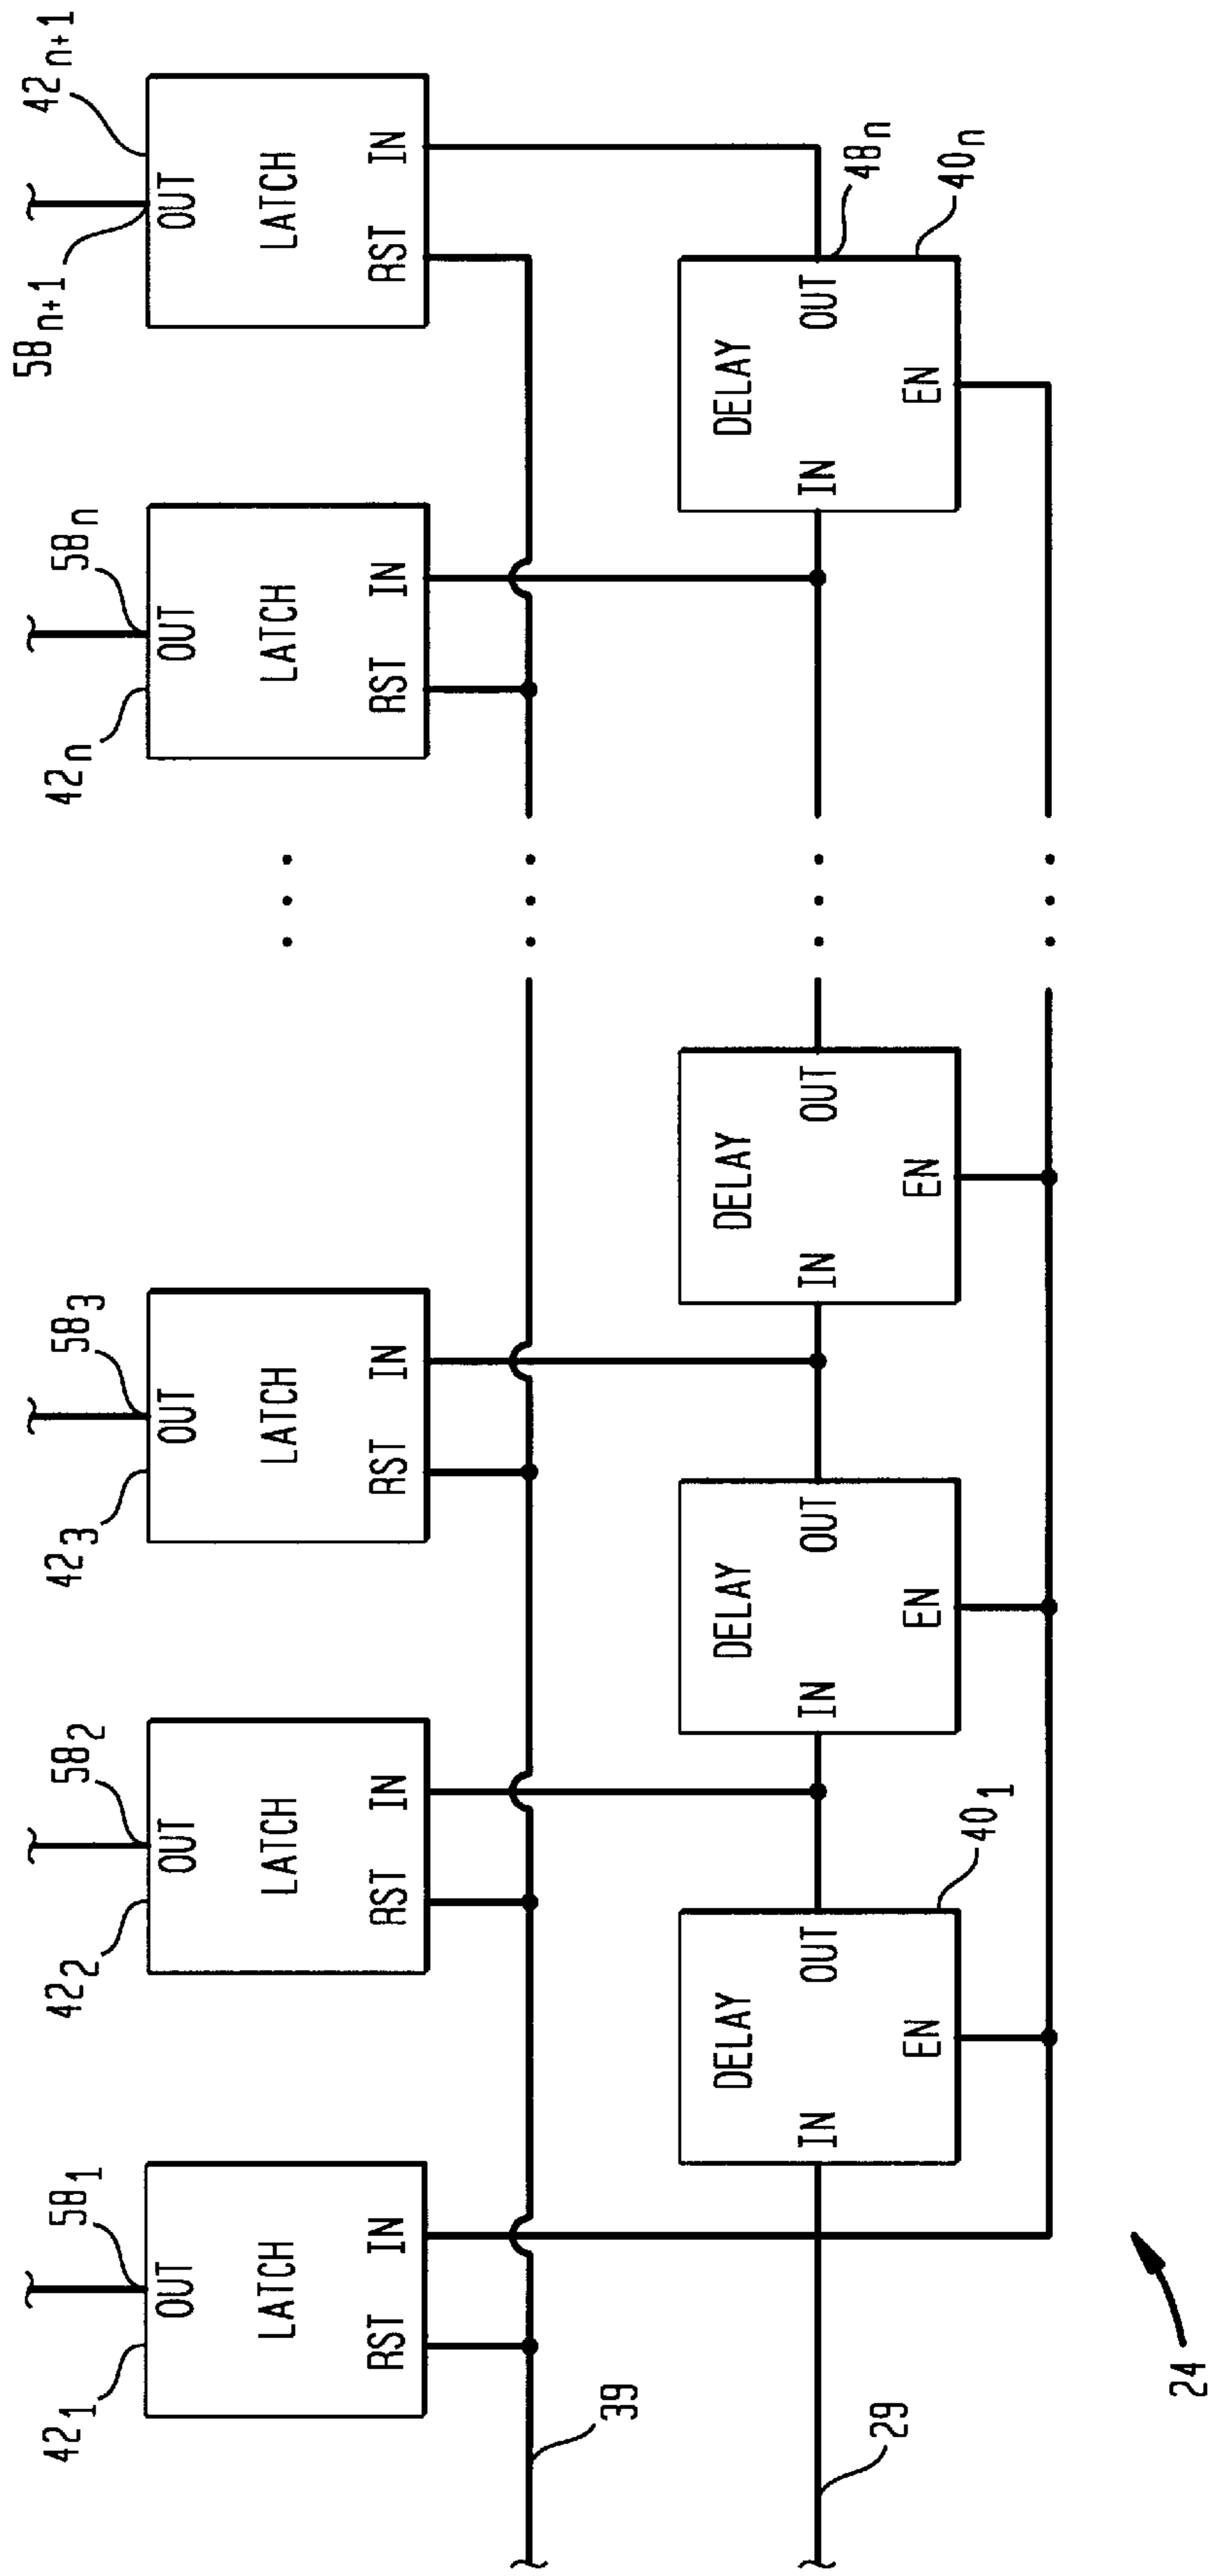 42₁
58₁
OUT
LATCH
RST IN
42₂
58₂
OUT
LATCH
RST IN
42₃
58₃
OUT
LATCH
RST IN
. . .
42ₙ
58ₙ
OUT
LATCH
RST IN
58ₙ₊₁
42ₙ₊₁
OUT
LATCH
RST IN
39
. . .
29
DELAY
IN OUT
EN
40₁
DELAY
IN OUT
EN
DELAY
IN OUT
EN
. . .
DELAY
IN OUT
EN
48ₙ
40ₙ
. . .
24